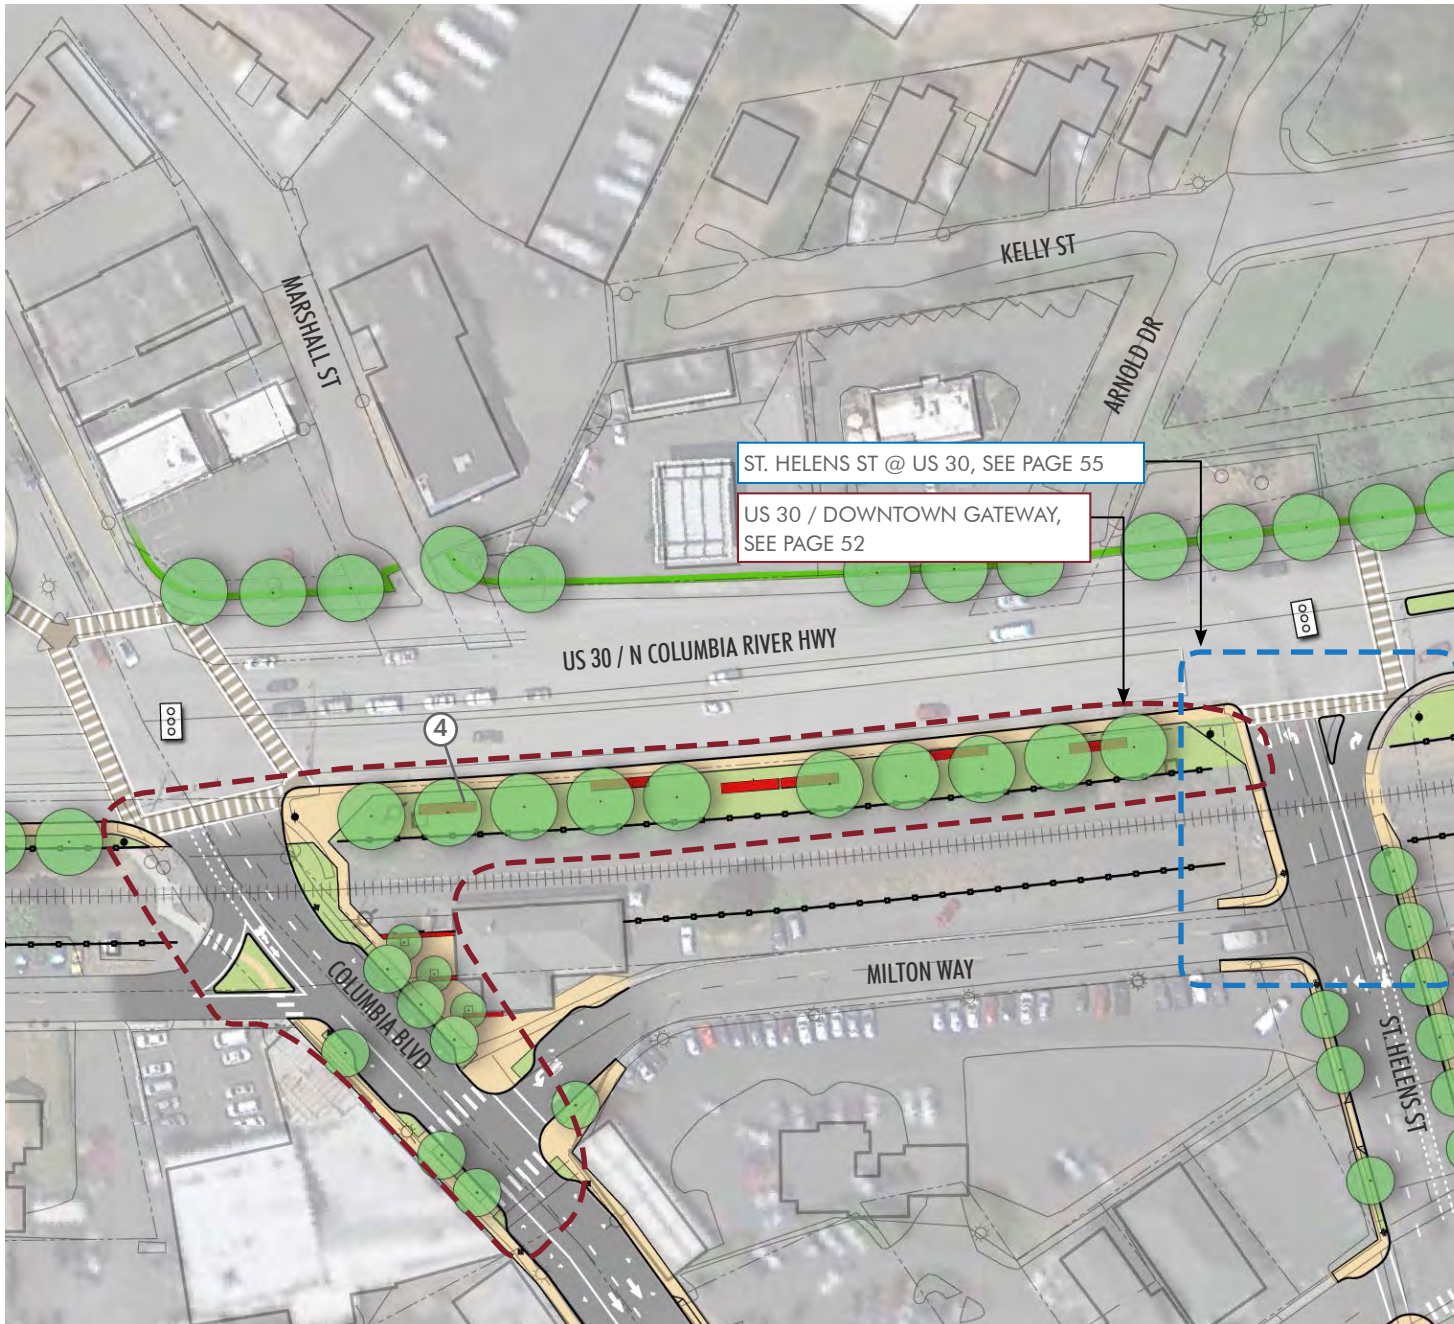 KELLY ST
MARSHALL ST
ARNOLD DR
ST. HELENS ST @ US 30, SEE PAGE 55
US 30 / DOWNTOWN GATEWAY,
SEE PAGE 52
US 30 / N COLUMBIA RIVER HWY
4
MILTON WAY
COLUMBIA BLVD
ST. HELENS ST